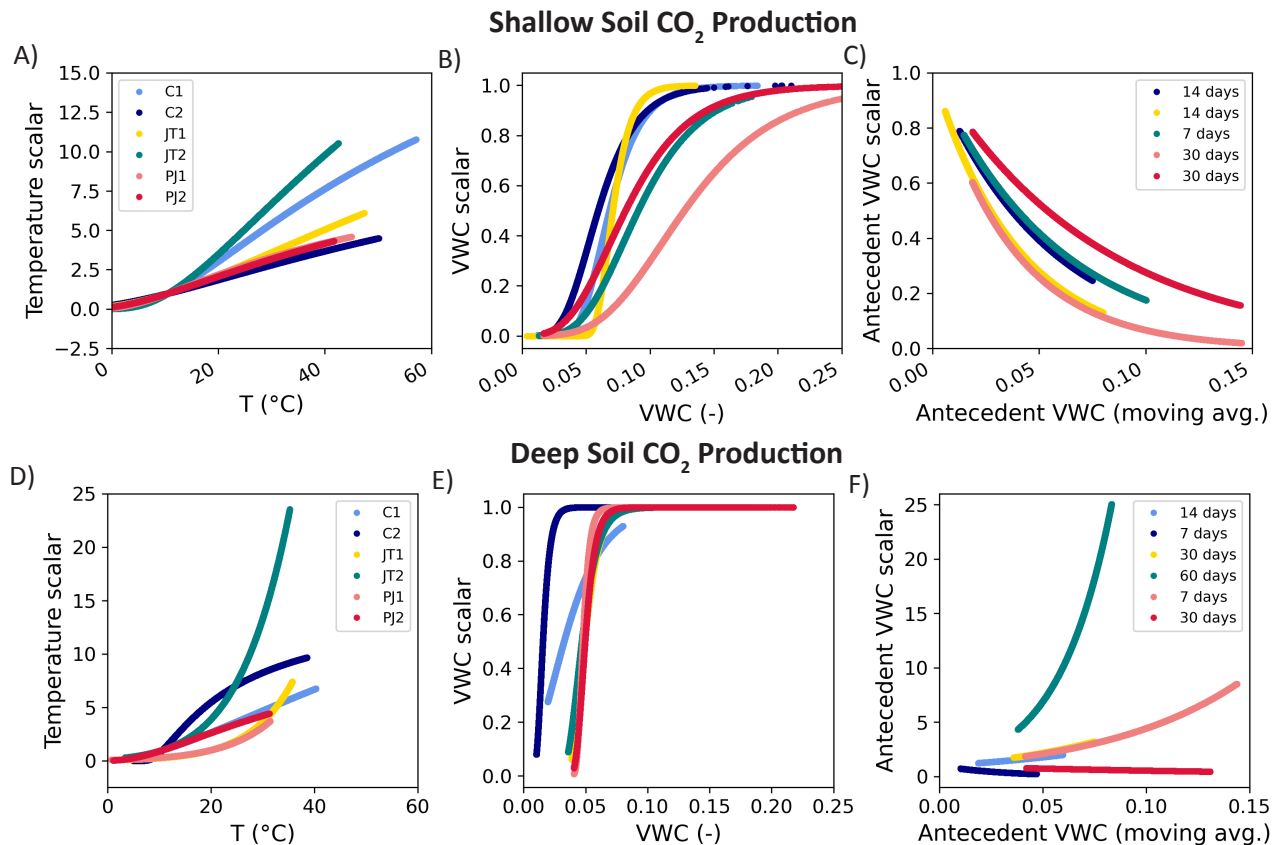 Shallow Soil CO2 Production
A)
B)
C)
Temperature scalar
15.0
12.5
10.0
7.5
5.0
2.5
0.0
−2.5
C1
C2
JT1
JT2
PJ1
PJ2
0
20
40
60
T (°C)
VWC scalar
1.0
0.8
0.6
0.4
0.2
0.0
0.00
0.05
0.10
0.15
0.20
0.25
VWC (-)
Antecedent VWC scalar
1.0
0.8
0.6
0.4
0.2
0.0
14 days
14 days
7 days
30 days
30 days
0.00
0.05
0.10
0.15
Antecedent VWC (moving avg.)
Deep Soil CO2 Production
D)
E)
F)
Temperature scalar
25
20
15
10
5
0
C1
C2
JT1
JT2
PJ1
PJ2
0
20
40
60
T (°C)
VWC scalar
1.0
0.8
0.6
0.4
0.2
0.0
0.00
0.05
0.10
0.15
0.20
0.25
VWC (-)
Antecedent VWC scalar
25
20
15
10
5
0
14 days
7 days
30 days
60 days
7 days
30 days
0.00
0.05
0.10
0.15
Antecedent VWC (moving avg.)